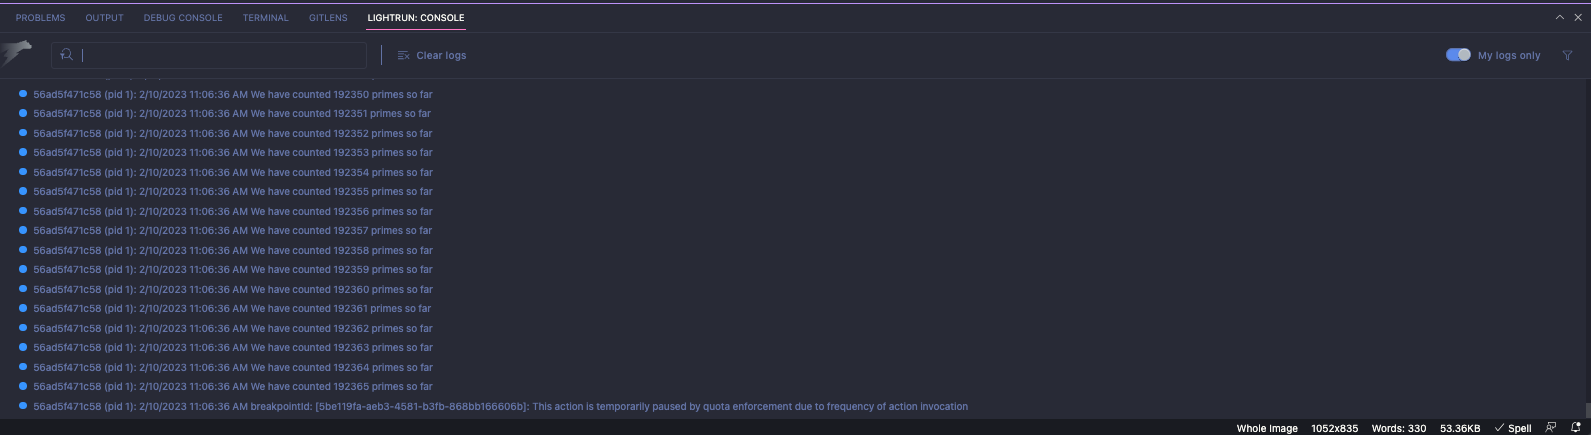 PROBLEMS OUTPUT DEBUG CONSOLE TERMINAL GITLENS LIGHTRUN: CONSOLE
Clear logs My logs only
56ad5f471c58 (pid 1): 2/10/2023 11:06:36 AM We have counted 192350 primes so far
56ad5f471c58 (pid 1): 2/10/2023 11:06:36 AM We have counted 192351 primes so far
56ad5f471c58 (pid 1): 2/10/2023 11:06:36 AM We have counted 192352 primes so far
56ad5f471c58 (pid 1): 2/10/2023 11:06:36 AM We have counted 192353 primes so far
56ad5f471c58 (pid 1): 2/10/2023 11:06:36 AM We have counted 192354 primes so far
56ad5f471c58 (pid 1): 2/10/2023 11:06:36 AM We have counted 192355 primes so far
56ad5f471c58 (pid 1): 2/10/2023 11:06:36 AM We have counted 192356 primes so far
56ad5f471c58 (pid 1): 2/10/2023 11:06:36 AM We have counted 192357 primes so far
56ad5f471c58 (pid 1): 2/10/2023 11:06:36 AM We have counted 192358 primes so far
56ad5f471c58 (pid 1): 2/10/2023 11:06:36 AM We have counted 192359 primes so far
56ad5f471c58 (pid 1): 2/10/2023 11:06:36 AM We have counted 192360 primes so far
56ad5f471c58 (pid 1): 2/10/2023 11:06:36 AM We have counted 192361 primes so far
56ad5f471c58 (pid 1): 2/10/2023 11:06:36 AM We have counted 192362 primes so far
56ad5f471c58 (pid 1): 2/10/2023 11:06:36 AM We have counted 192363 primes so far
56ad5f471c58 (pid 1): 2/10/2023 11:06:36 AM We have counted 192364 primes so far
56ad5f471c58 (pid 1): 2/10/2023 11:06:36 AM We have counted 192365 primes so far
56ad5f471c58 (pid 1): 2/10/2023 11:06:36 AM breakpointId: [5be119fa-aeb3-4581-b3fb-868bb166606b]: This action is temporarily paused by quota enforcement due to frequency of action invocation
Whole Image 1052x835 Words: 330 53.36KB Spell